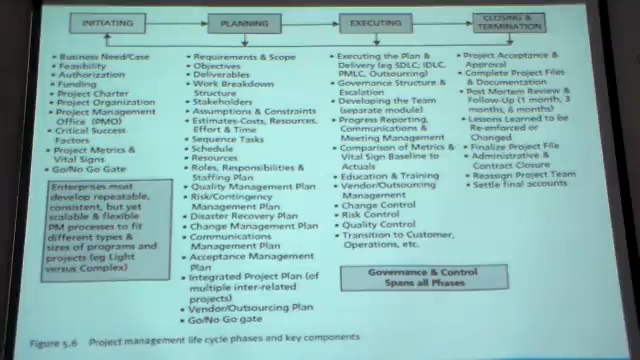 INITIATING
PLANNING
EXECUTING
CLOSING &
TERMINATION
• Business Need/Case
• Feasibility
• Authorization
• Funding
• Project Charter
• Project Organization
• Project Management
Office (PMO)
• Critical Success
Factors
• Project Metrics &
Vital Signs
• Go/No Go Gate
Enterprises must
develop repeatable,
consistent, but yet
scalable & flexible
PM processes to fit
different types &
sizes of programs and
projects (eg Light
versus Complex)
• Requirements & Scope
• Objectives
• Deliverables
• Work Breakdown
Structure
• Stakeholders
• Assumptions & Constraints
• Estimates-Costs, Resources,
Effort & Time
• Sequence Tasks
• Schedule
• Resources
• Roles, Responsibilities &
Staffing Plan
• Quality Management Plan
• Risk/Contingency
Management Plan
• Disaster Recovery Plan
• Change Management Plan
• Communications
Management Plan
• Acceptance Management
Plan
• Integrated Project Plan (of
multiple inter-related
projects)
• Vendor/Outsourcing Plan
• Go/No Go gate
• Executing the Plan &
Delivery (eg SDLC, IDLC,
PMLC, Outsourcing)
• Governance Structure &
Escalation
• Developing the Team
(separate module)
• Progress Reporting,
Communications &
Meeting Management
• Comparison of Metrics &
Vital Sign Baseline to
Actuals
• Education & Training
• Vendor/Outsourcing
Management
• Change Control
• Risk Control
• Quality Control
• Transition to Customer,
Operations, etc.
• Project Acceptance &
Approval
• Complete Project Files
& Documentation
• Post Mortem Review &
Follow-Up (1 month, 3
months, 6 months)
• Lessons Learned to be
Re-enforced or
Changed
• Finalize Project File
• Administrative &
Contract Closure
• Reassign Project Team
• Settle final accounts
Governance & Control
Spans all Phases
Figure 5.6 Project management life cycle phases and key components